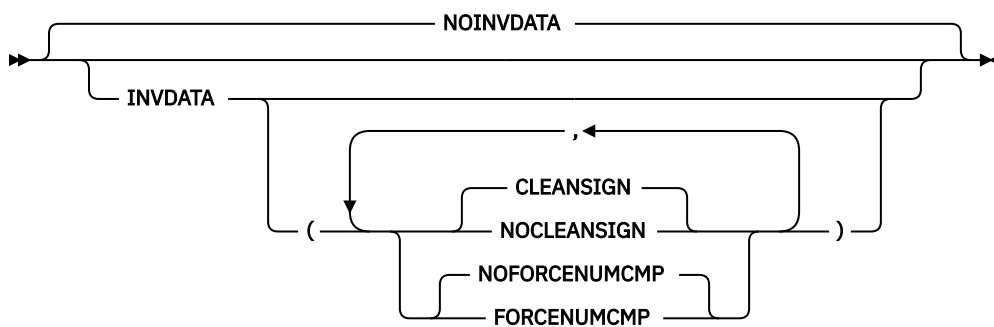 NOINVDATA
INVDATA
,
CLEANSIGN
( NOCLEANSIGN )
NOFORCENUMCMP
FORCENUMCMP